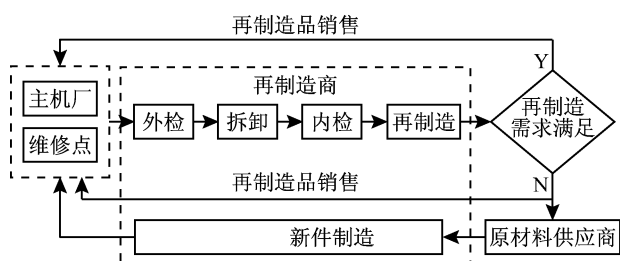 再制造品销售
Y
再制造商
主机厂
维修点
外检
拆卸
内检
再制造
再制造
需求满足
再制造品销售
N
新件制造
原材料供应商